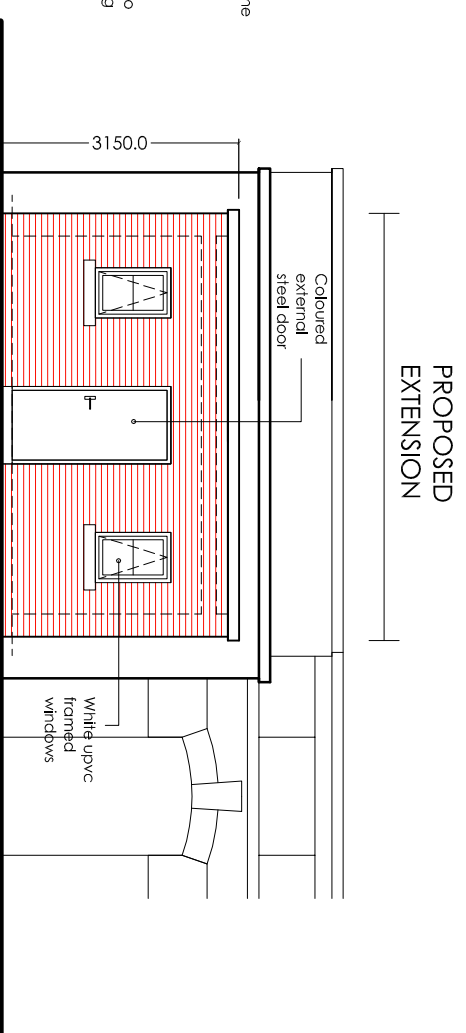 PROPOSED
EXTENSION
Coloured
external
steel door
3150.0
White upvc
framed
windows